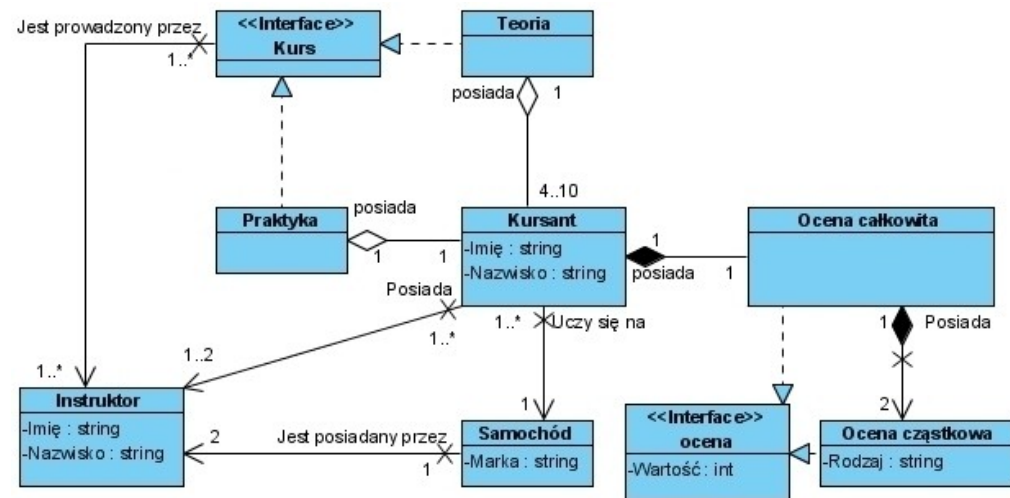 Jest prowadzony przez
1..*
<<Interface>>
Kurs
Teoria
posiada
1
4..10
Praktyka
posiada
1
1
Kursant
-Imię : string
-Nazwisko : string
1
posiada
1
Ocena całkowita
Posiada
1..*
1..2
1..*
Uczy się na
1
1
Posiada
2
1..*
Instruktor
-Imię : string
-Nazwisko : string
2
Jest posiadany przez
1
Samochód
-Marka : string
<<Interface>>
ocena
-Wartość : int
Ocena cząstkowa
-Rodzaj : string